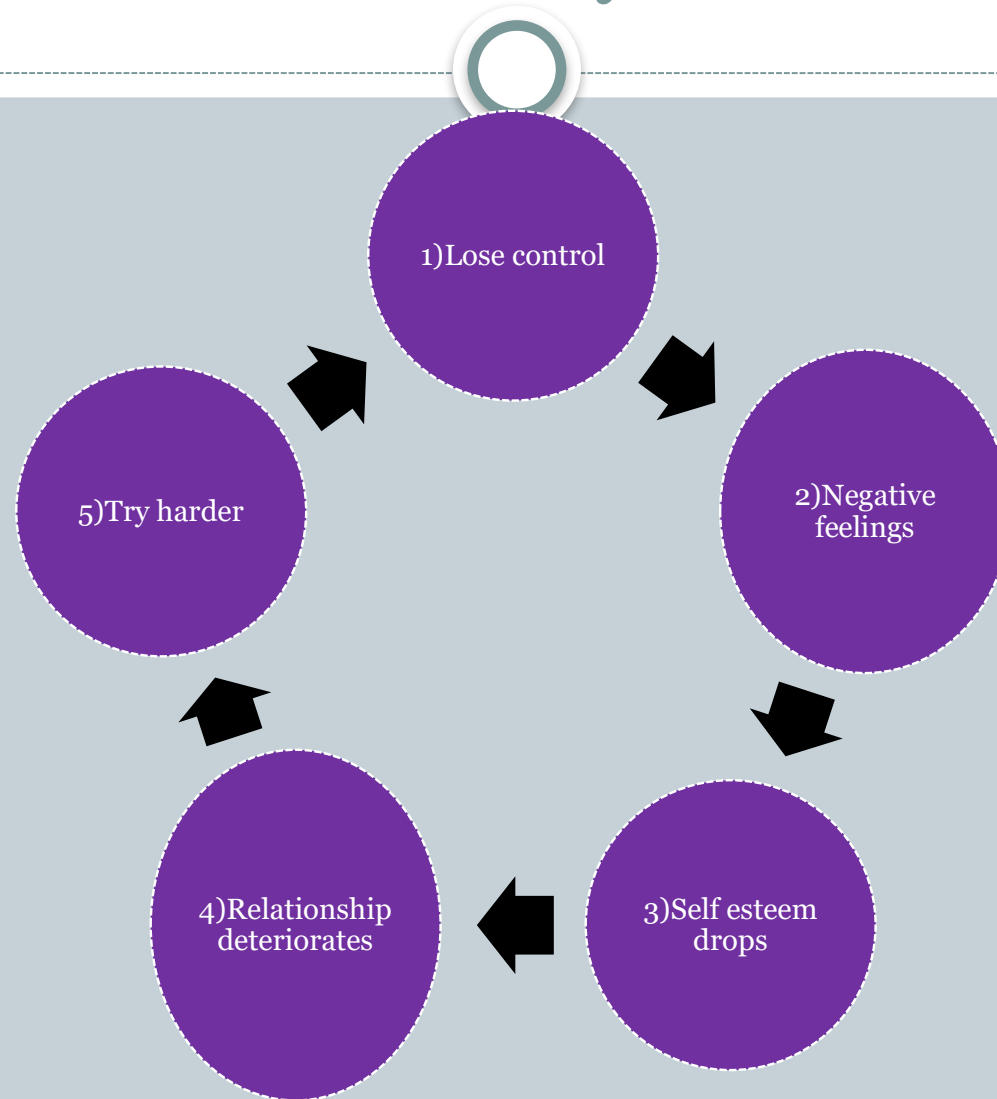 1)Lose control
2)Negative
feelings
3)Self esteem
drops
4)Relationship
deteriorates
5)Try harder